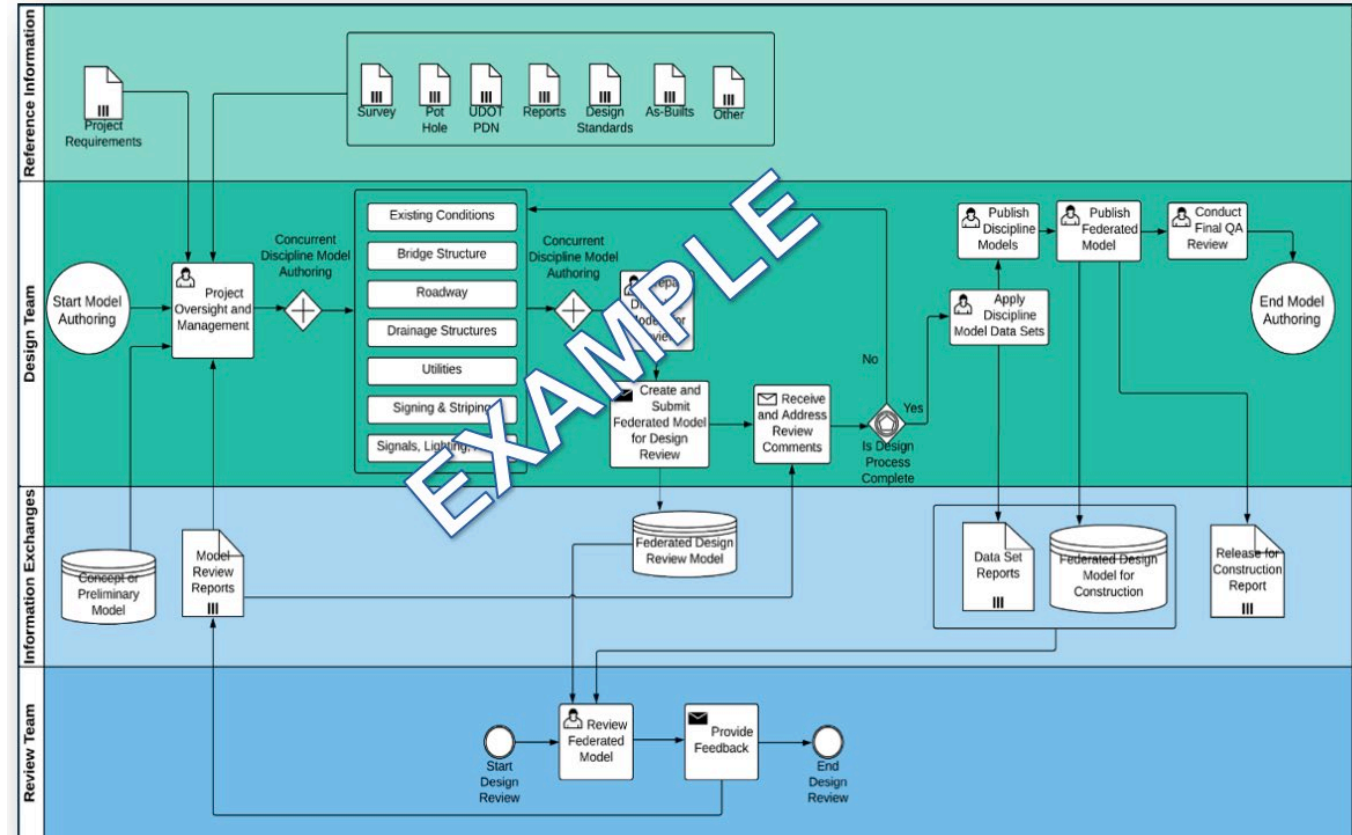 Reference Information
Project
Requirements
Survey
Pot
Hole
UDOT
PDN
Reports
Design
Standards
As-Builts
Other
Design Team
Start Model
Authoring
Project
Oversight and
Management
Concurrent
Discipline Model
Authoring
Existing Conditions
Bridge Structure
Roadway
Drainage Structures
Utilities
Signing & Striping
Signals, Lighting,
Concurrent
Discipline Model
Authoring
Create and
Submit
Federated Model
for Design
Review
Receive
and Address
Review
Comments
No
Yes
Is Design
Process
Complete
Publish
Discipline
Models
Publish
Federated
Model
Conduct
Final QA
Review
Apply
Discipline
Model Data Sets
End Model
Authoring
EXAMPLE
Information Exchanges
Concept or
Preliminary
Model
Model
Review
Reports
Federated Design
Review Model
Data Set
Reports
Federated Design
Model for
Construction
Release for
Construction
Report
Review Team
Start
Design
Review
Review
Federated
Model
Provide
Feedback
End
Design
Review